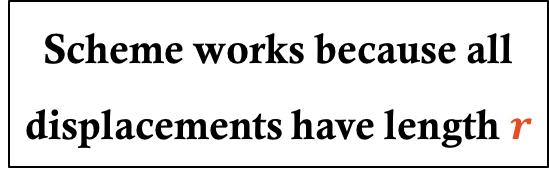 Scheme works because all
displacements have length r